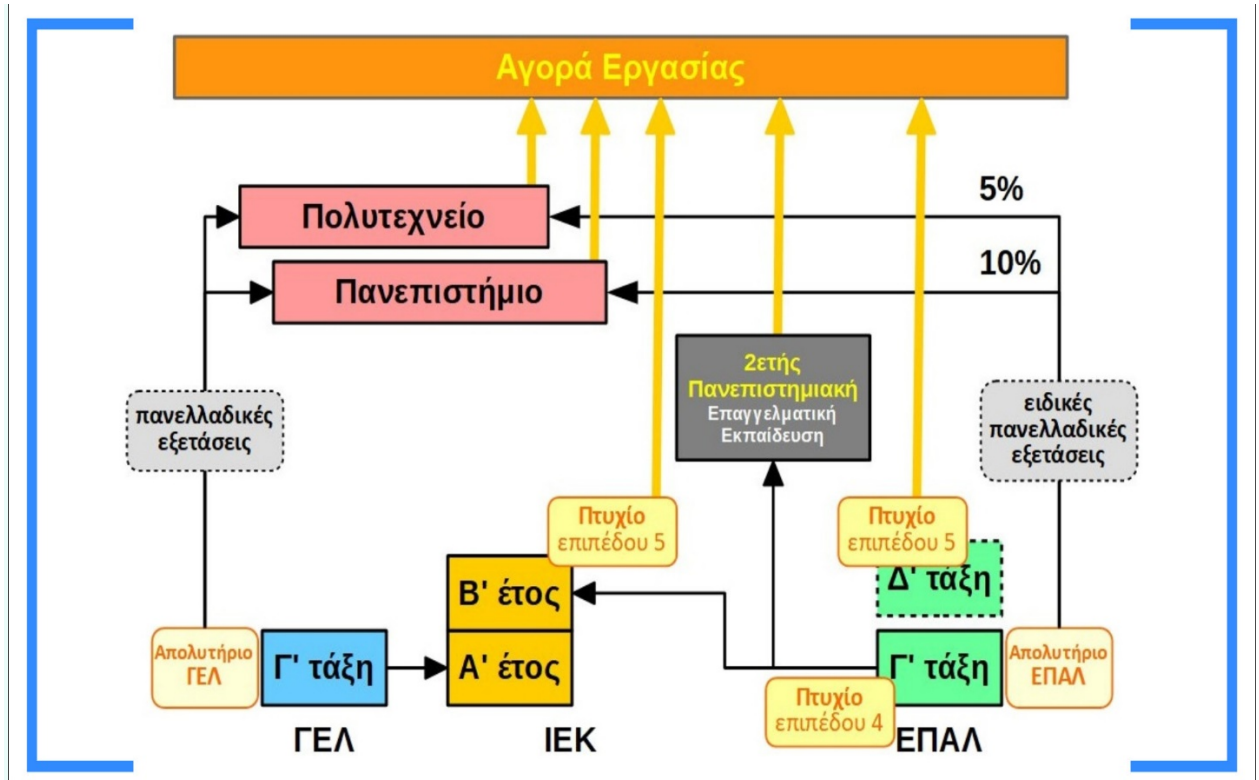 Αγορά Εργασίας
5%
Πολυτεχνείο
10%
Πανεπιστήμιο
2ετής
Πανεπιστημιακή
Επαγγελματική
Εκπαίδευση
πανελλαδικές
εξετάσεις
ειδικές
πανελλαδικές
εξετάσεις
Πτυχίο
επιπέδου 5
Πτυχίο
επιπέδου 5
Β' έτος
Δ' τάξη
Απολυτήριο
ΓΕΛ
Γ' τάξη
Α' έτος
Γ' τάξη
Απολυτήριο
ΕΠΑΛ
Πτυχίο
επιπέδου 4
ΓΕΛ
ΙΕΚ
ΕΠΑΛ